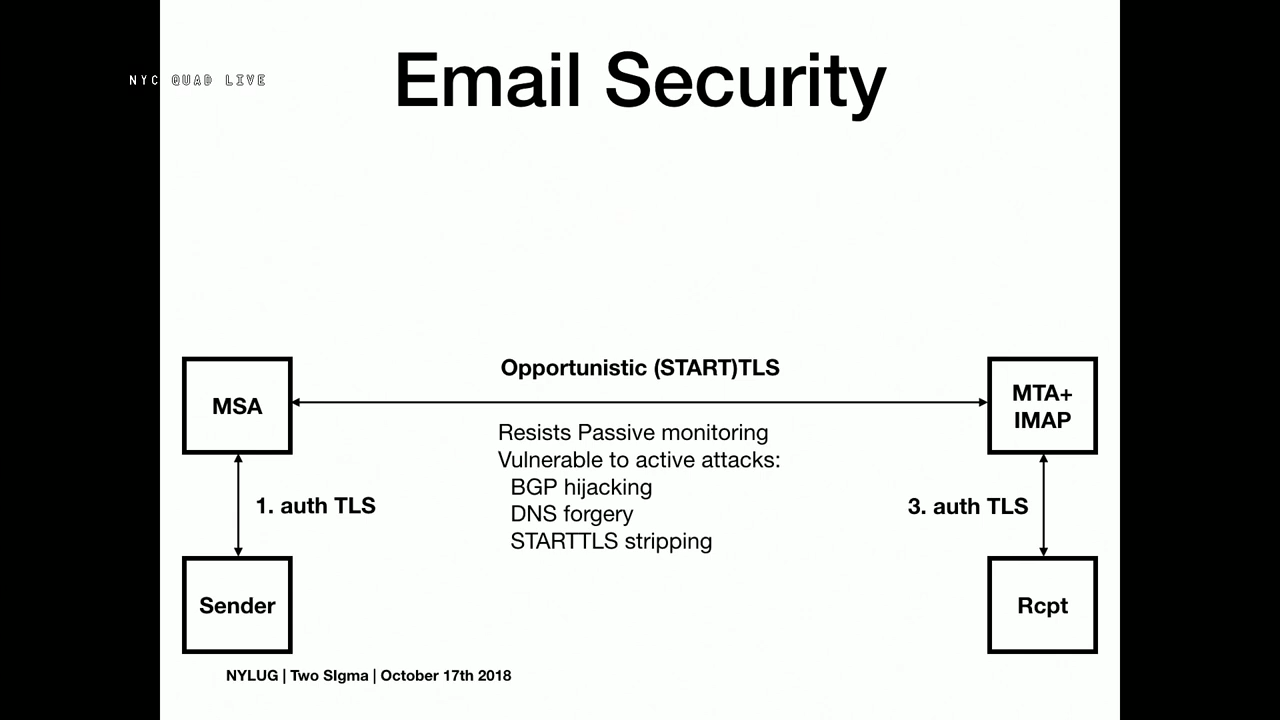 NYC QUAD LIVE
Email Security
Opportunistic (START)TLS
MSA
MTA+
IMAP
Resists Passive monitoring
Vulnerable to active attacks:
BGP hijacking
DNS forgery
STARTTLS stripping
1. auth TLS
3. auth TLS
Sender
Rcpt
NYLUG | Two SIgma | October 17th 2018